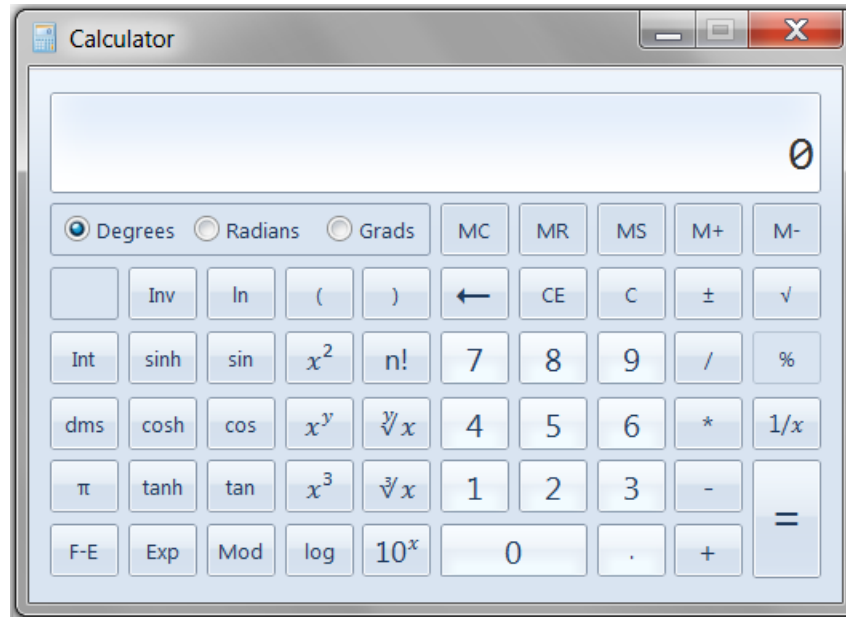 Calculator
0
Degrees Radians Grads MC MR MS M+ M-
Inv ln ( ) ← CE C ± √
Int sinh sin x² n! 7 8 9 / %
dms cosh cos xʸ ʸ√x 4 5 6 * 1/x
π tanh tan x³ ³√x 1 2 3 - =
F-E Exp Mod log 10ˣ 0 . +